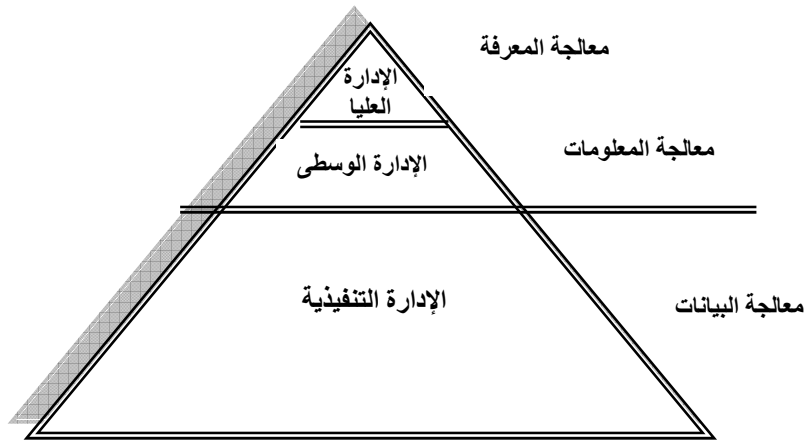 معالجة المعرفة
الإدارة
العليا
معالجة المعلومات
الإدارة الوسطى
الإدارة التنفيذية
معالجة البيانات